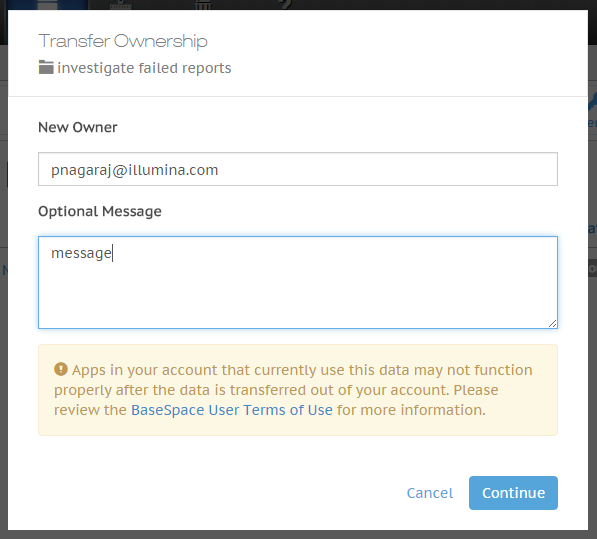 Transfer Ownership
investigate failed reports
New Owner
pnagaraj@illumina.com
Optional Message
message
Apps in your account that currently use this data may not function
properly after the data is transferred out of your account. Please
review the BaseSpace User Terms of Use for more information.
Cancel
Continue